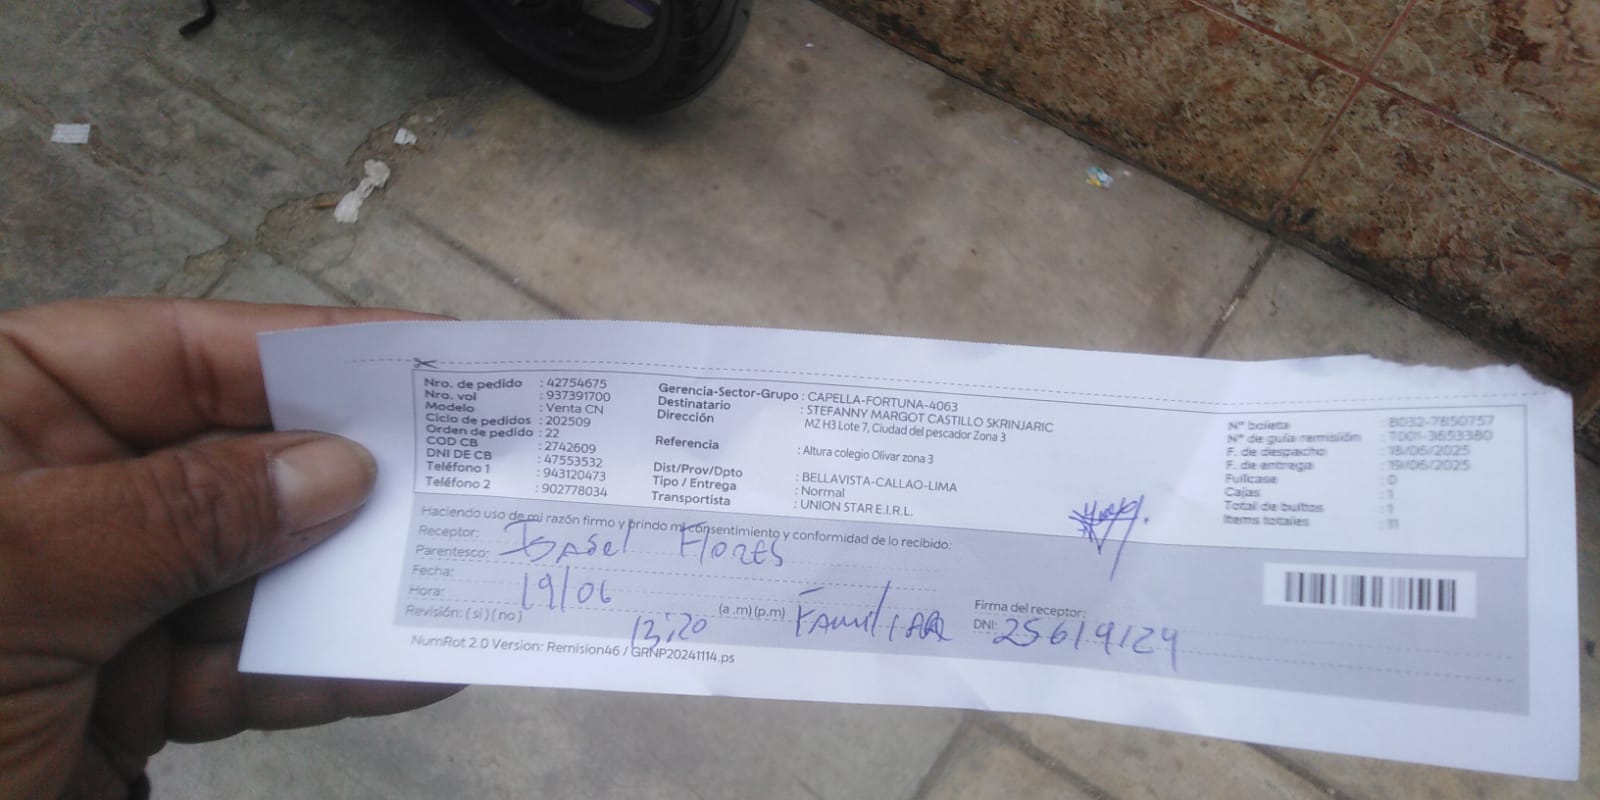 Nro. de pedido : 42754675
Nro. vol : 937391700
Modelo : Venta CN
Ciclo de pedidos : 202509
Orden de pedido : 22
COD CB : 2742609
DNI DE CB : 47553532
Teléfono 1 : 943120473
Teléfono 2 : 902778034
Gerencia-Sector-Grupo : CAPELLA-FORTUNA-4063
Destinatario : STEFANNY MARGOT CASTILLO SKRINJARIC
Dirección MZ H3 Lote 7, Ciudad del pescador Zona 3
Referencia : Altura colegio Olivar zona 3
Dist/Prov/Dpto : BELLAVISTA-CALLAO-LIMA
Tipo / Entrega : Normal
Transportista : UNION STAR E.I.R.L.
N° boleta : B032-7850757
N° de guía remisión : T001-3653380
F. de despacho : 18/06/2025
F. de entrega : 19/06/2025
Fullcase : 0
Cajas : 1
Total de bultos : 1
Items totales : 11
Haciendo uso de mi razón firmo y brindo mi consentimiento y conformidad de lo recibido:
Receptor: Isabel Flores
Parentesco: Familiar
Fecha: 19/06
Hora: 13:20 (a .m) (p.m)
Revisión: ( si ) ( no )
Firma del receptor:
DNI: 25619124
NumRot 2.0 Version: Remision46 / GRNP20241114.ps